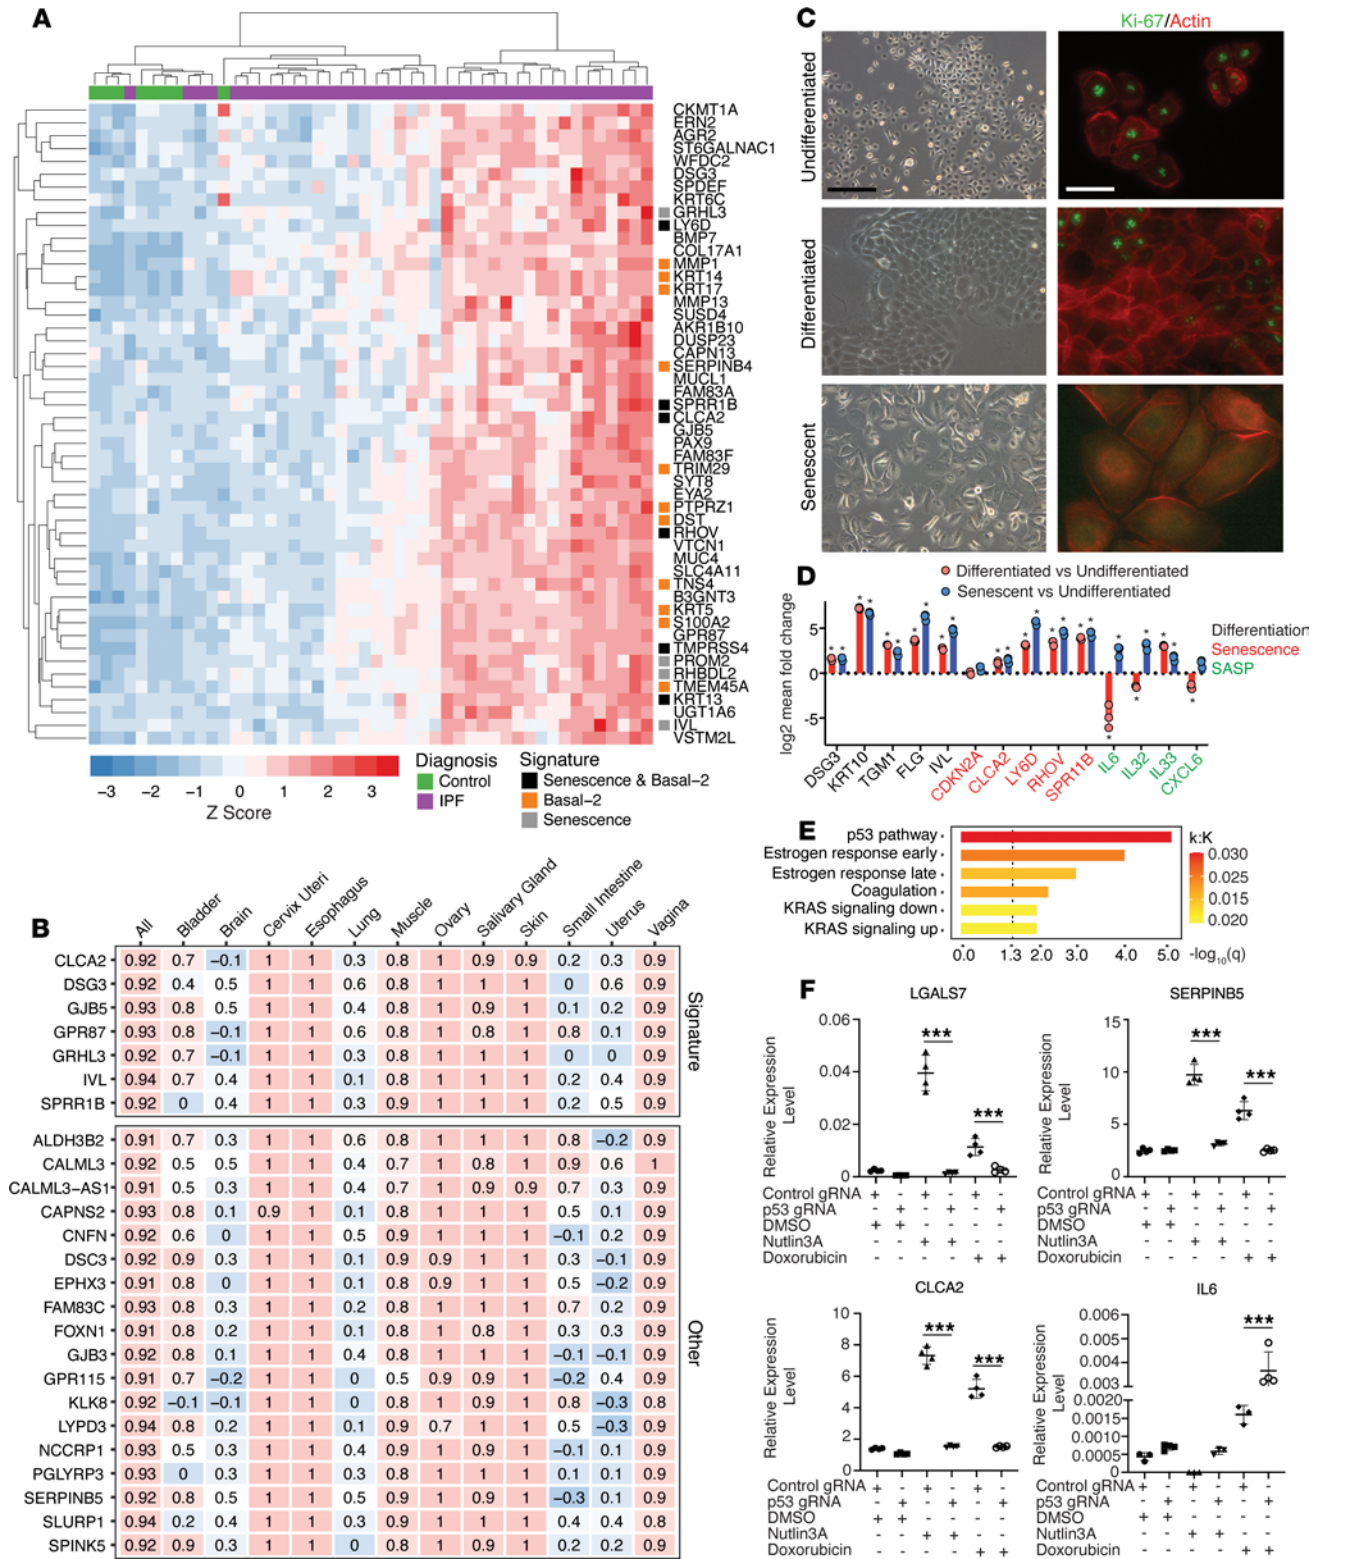 A
CKMT1A
ERN2
AGR2
ST6GALNAC1
WFDC2
DSG3
SPDEF
KRT6C
GRHL3
LY6D
BMP7
COL17A1
MMP1
KRT14
KRT17
MMP13
SUSD4
AKR1B10
DUSP23
CAPN13
SERPINB4
MUCL1
FAM83A
SPRR1B
CLCA2
GJB5
PAX9
FAM83F
TRIM29
SYT8
EYA2
PTPRZ1
DST
RHOV
VTCN1
MUC4
SLC4A11
TNS4
B3GNT3
KRT5
S100A2
GPR87
TMPRSS4
PROM2
RHBDL2
TMEM45A
KRT13
UGT1A6
IVL
VSTM2L
−3 −2 −1 0 1 2 3
Z Score
Diagnosis
Control
IPF
Signature
Senescence & Basal−2
Basal−2
Senescence
B
All Bladder Brain Cervix Uteri Esophagus Lung Muscle Ovary Salivary Gland Skin Small Intestine Uterus Vagina
CLCA2 0.92 0.7 −0.1 1 1 0.3 0.8 1 0.9 0.9 0.2 0.3 0.9
DSG3 0.92 0.4 0.5 1 1 0.6 0.8 1 1 1 0 0.6 0.9
GJB5 0.93 0.8 0.5 1 1 0.4 0.8 1 0.9 1 0.1 0.2 0.9
GPR87 0.93 0.8 −0.1 1 1 0.6 0.8 1 0.8 1 0.8 0.1 0.9
GRHL3 0.92 0.7 −0.1 1 1 0.3 0.8 1 1 1 0 0 0.9
IVL 0.94 0.7 0.4 1 1 0.1 0.8 1 1 1 0.2 0.4 0.9
SPRR1B 0.92 0 0.4 1 1 0.3 0.9 1 1 1 0.2 0.5 0.9
Signature
ALDH3B2 0.91 0.7 0.3 1 1 0.6 0.8 1 1 1 0.8 −0.2 0.9
CALML3 0.92 0.5 0.5 1 1 0.4 0.7 1 0.8 1 0.9 0.6 1
CALML3−AS1 0.91 0.5 0.3 1 1 0.4 0.7 1 0.9 0.9 0.7 0.3 0.9
CAPNS2 0.93 0.8 0.1 0.9 1 0.1 0.8 1 1 1 0.5 0.1 0.9
CNFN 0.92 0.6 0 1 1 0.5 0.9 1 1 1 −0.1 0.2 0.9
DSC3 0.92 0.9 0.3 1 1 0.1 0.9 0.9 1 1 0.3 −0.1 0.9
EPHX3 0.91 0.8 0 1 1 0.1 0.8 0.9 1 1 0.5 −0.2 0.9
FAM83C 0.93 0.8 0.3 1 1 0.2 0.8 1 1 1 0.7 0.2 0.9
FOXN1 0.91 0.8 0.2 1 1 0.1 0.8 1 0.8 1 0.3 0.3 0.9
GJB3 0.92 0.8 0.1 1 1 0.4 0.8 1 1 1 −0.1 −0.1 0.9
GPR115 0.91 0.7 −0.2 1 1 0 0.5 0.9 0.9 1 −0.2 0.4 0.9
KLK8 0.92 −0.1 −0.1 1 1 0 0.8 1 1 1 0.8 −0.3 0.8
LYPD3 0.94 0.8 0.2 1 1 0.1 0.9 0.7 1 1 0.5 −0.3 0.9
NCCRP1 0.93 0.5 0.3 1 1 0.4 0.9 1 0.9 1 −0.1 0.1 0.9
PGLYRP3 0.93 0 0.3 1 1 0.3 0.8 1 1 1 0.1 0.1 0.9
SERPINB5 0.92 0.8 0.5 1 1 0.5 0.9 1 0.9 1 −0.3 0.1 0.9
SLURP1 0.94 0.2 0.4 1 1 0.3 0.9 1 1 1 0.4 0.4 0.8
SPINK5 0.92 0.9 0.3 1 1 0 0.8 1 1 1 0.2 0.2 0.9
Other
C
Ki-67/Actin
Undifferentiated
Differentiated
Senescent
D
Differentiated vs Undifferentiated
Senescent vs Undifferentiated
log2 mean fold change
5
0
-5
DSG3 KRT10 TGM1 FLG IVL CDKN2A CLCA2 LY6D RHOV SPR11B IL6 IL32 IL33 CXCL6
Differentiation
Senescence
SASP
E
p53 pathway
Estrogen response early
Estrogen response late
Coagulation
KRAS signaling down
KRAS signaling up
0.0 1.3 2.0 3.0 4.0 5.0 -log10(q)
k:K
0.030
0.025
0.015
0.020
F
LGALS7
Relative Expression Level
0.06
0.04
0.02
0
*** ***
Control gRNA + - + - + -
p53 gRNA - + - + - +
DMSO + + - - - -
Nutlin3A - - + + - -
Doxorubicin - - - - + +
SERPINB5
Relative Expression Level
15
10
5
0
*** ***
Control gRNA + - + - + -
p53 gRNA - + - + - +
DMSO + + - - - -
Nutlin3A - - + + - -
Doxorubicin - - - - + +
CLCA2
Relative Expression Level
10
8
6
4
2
0
*** ***
Control gRNA + - + - + -
p53 gRNA - + - + - +
DMSO + + - - - -
Nutlin3A - - + + - -
Doxorubicin - - - - + +
IL6
Relative Expression Level
0.006
0.005
0.004
0.003
0.0020
0.0015
0.0010
0.0005
0
***
Control gRNA + - + - + -
p53 gRNA - + - + - +
DMSO + + - - - -
Nutlin3A - - + + - -
Doxorubicin - - - - + +